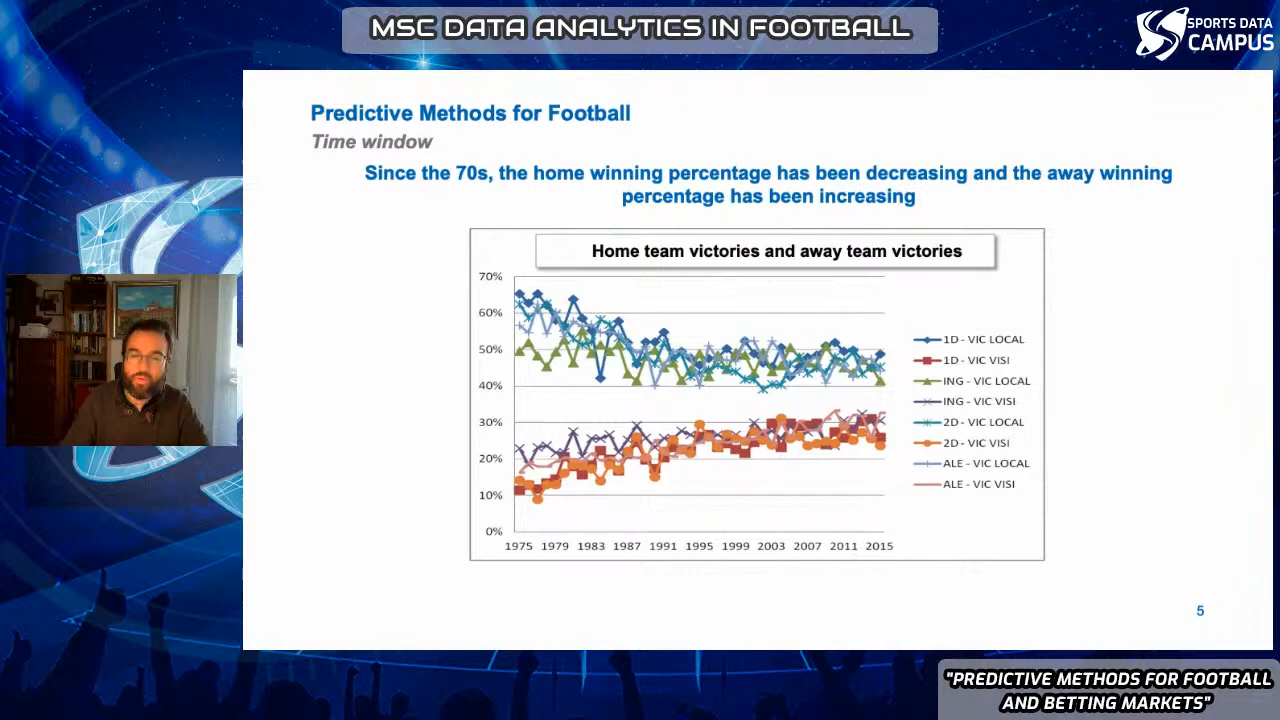 MSC DATA ANALYTICS IN FOOTBALL
SPORTS DATA
CAMPUS
Predictive Methods for Football
Time window
Since the 70s, the home winning percentage has been decreasing and the away winning
percentage has been increasing
Home team victories and away team victories
70%
60%
50%
40%
30%
20%
10%
0%
1975 1979 1983 1987 1991 1995 1999 2003 2007 2011 2015
1D - VIC LOCAL
1D - VIC VISI
ING - VIC LOCAL
ING - VIC VISI
2D - VIC LOCAL
2D - VIC VISI
ALE - VIC LOCAL
ALE - VIC VISI
5
"PREDICTIVE METHODS FOR FOOTBALL
AND BETTING MARKETS"